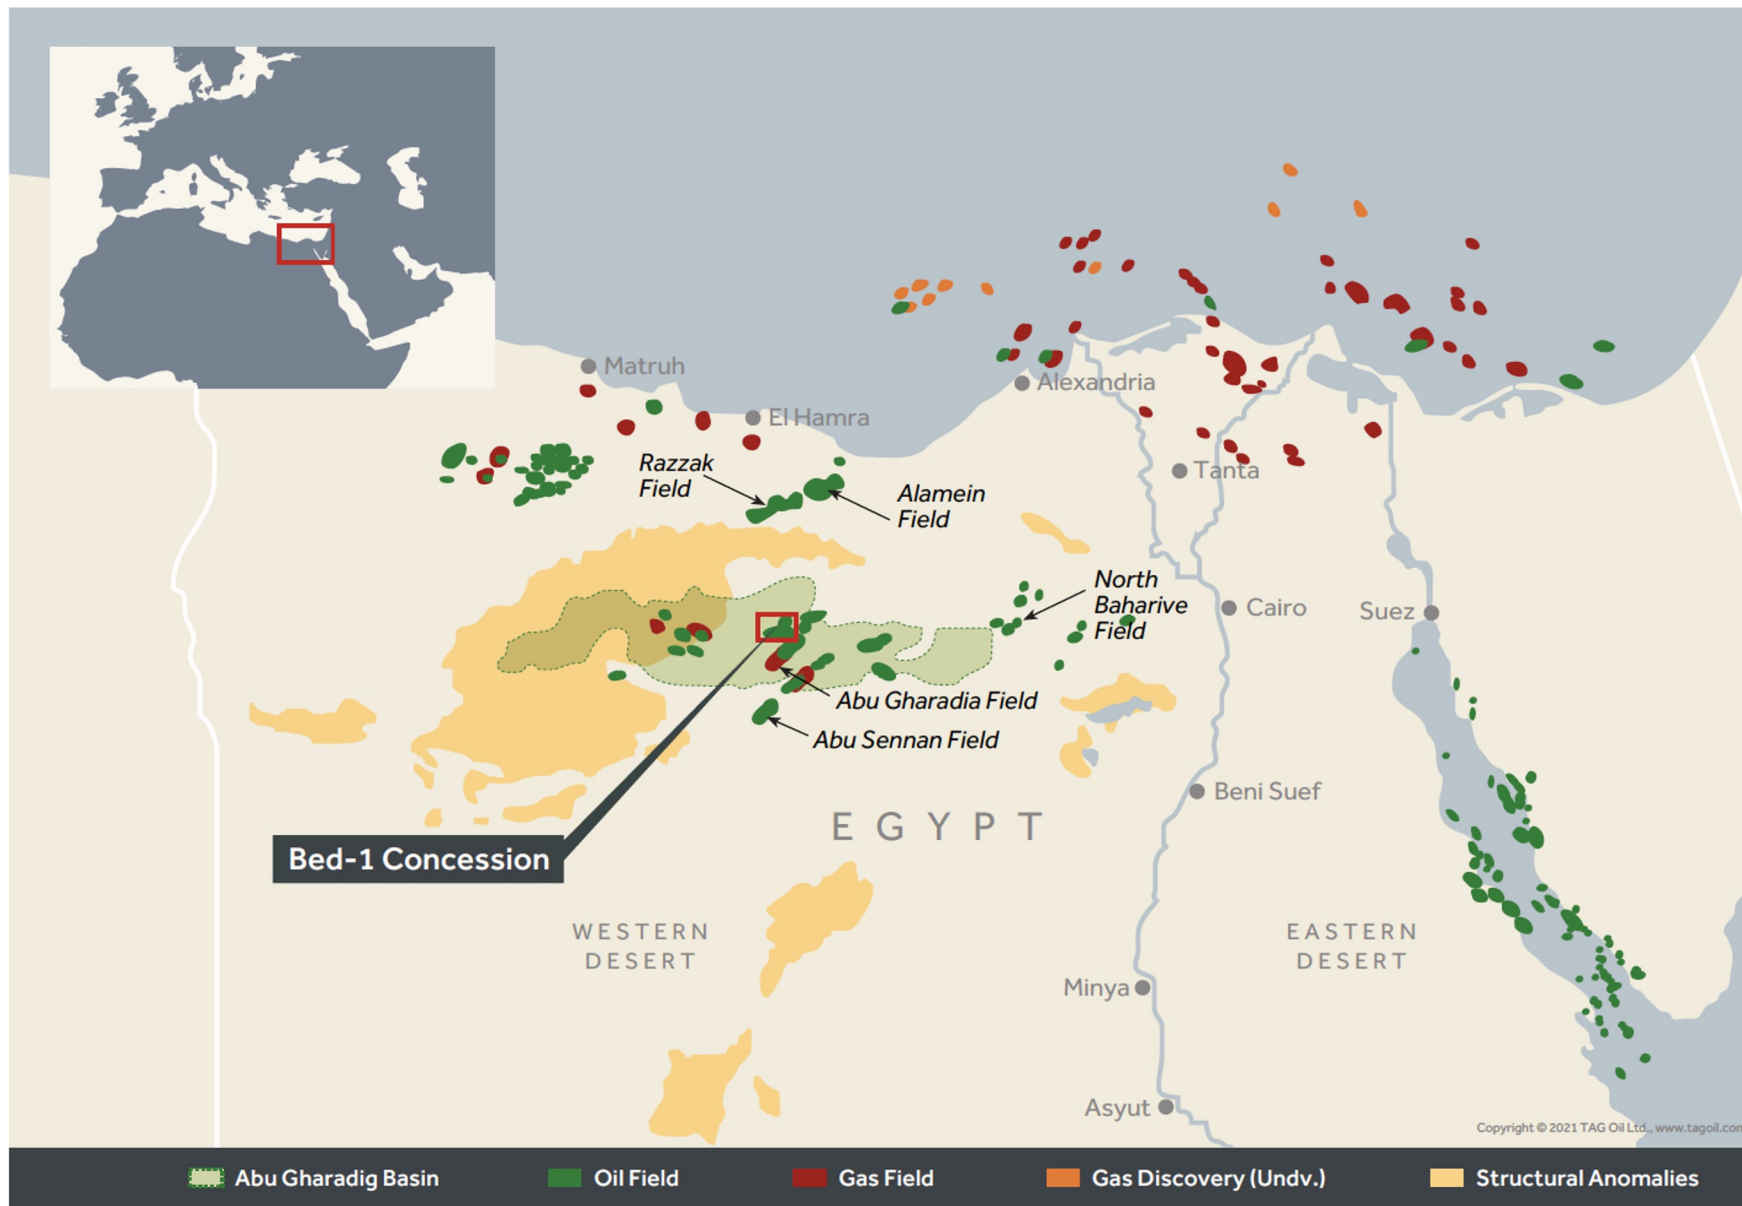 Matruh
El Hamra
Alexandria
Razzak
Field
Alamein
Field
Tanta
North
Baharive
Field
Cairo
Suez
Abu Gharadia Field
Abu Sennan Field
Beni Suef
EGYPT
Bed-1 Concession
WESTERN
DESERT
EASTERN
DESERT
Minya
Asyut
Copyright © 2021 TAG Oil Ltd., www.tagoil.com
Abu Gharadig Basin
Oil Field
Gas Field
Gas Discovery (Undv.)
Structural Anomalies